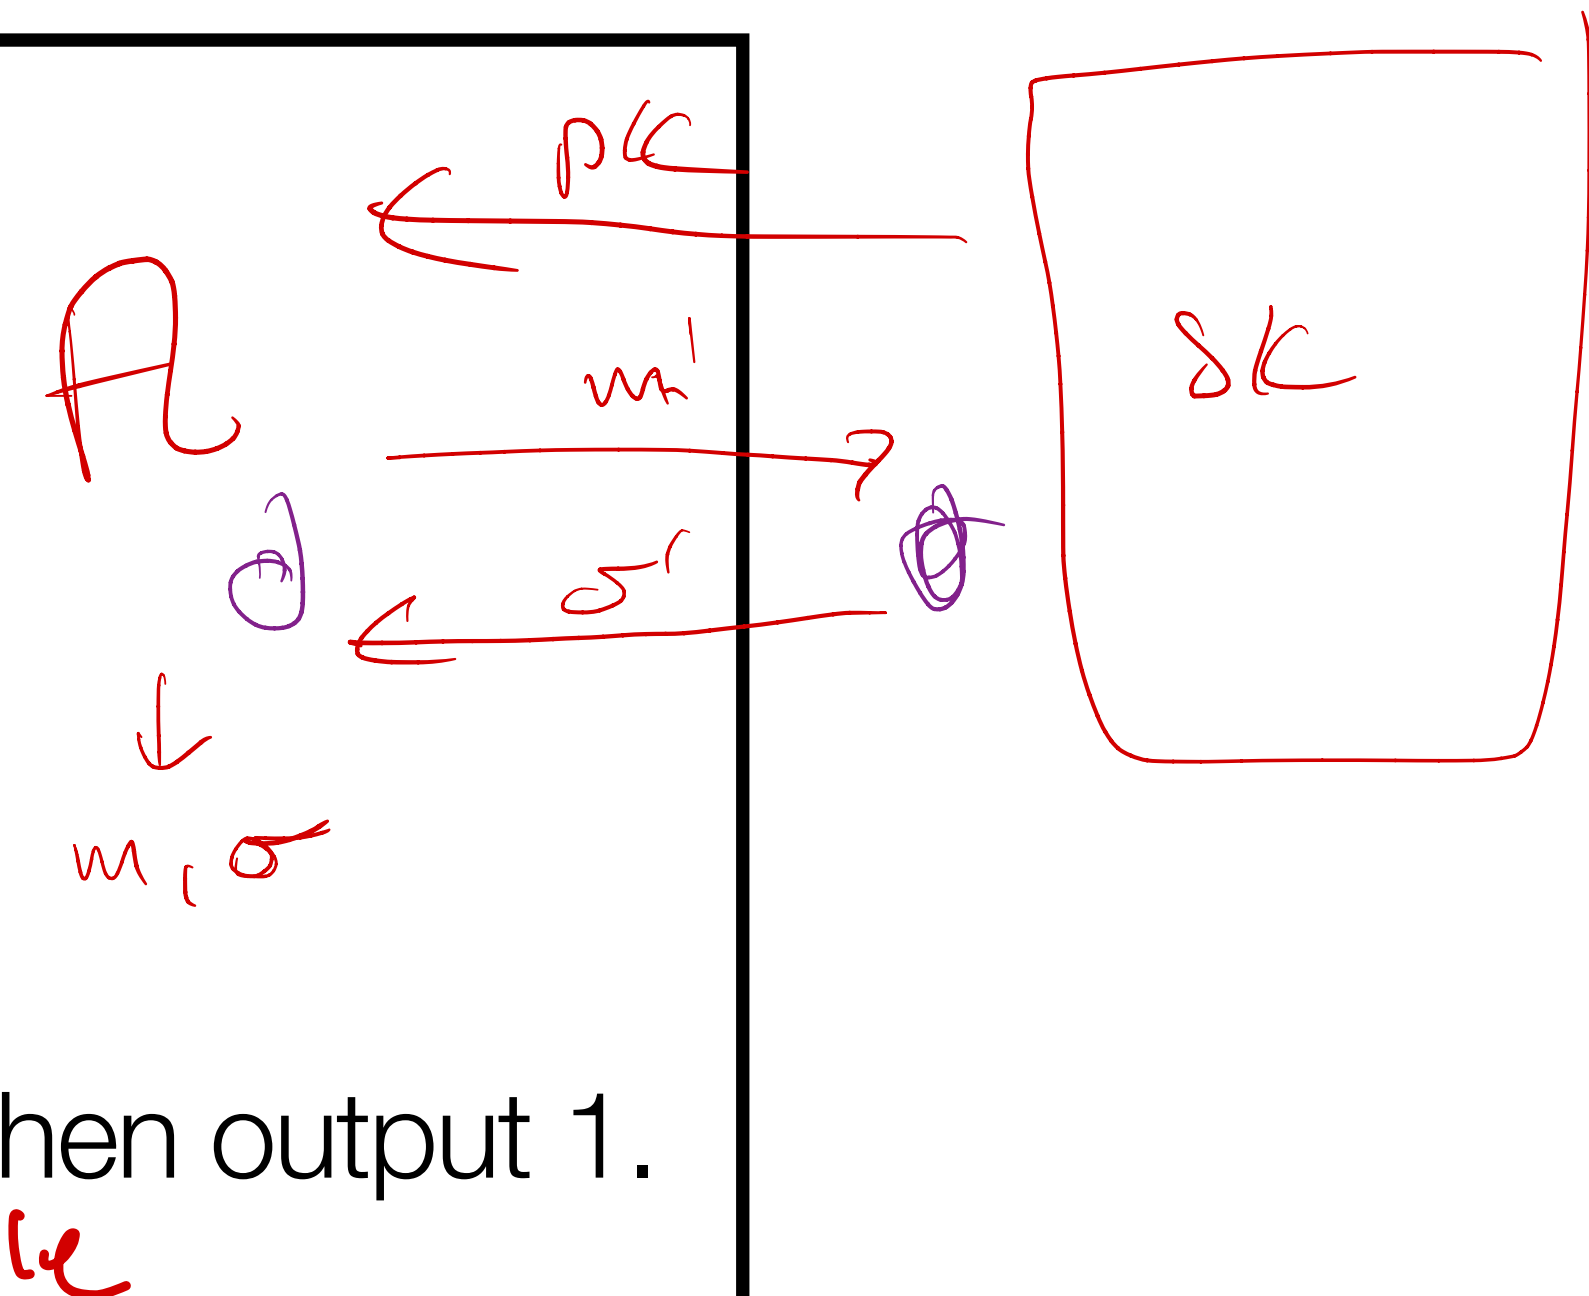 pk
A
sk
m'
σ'
m, σ
hen output 1.